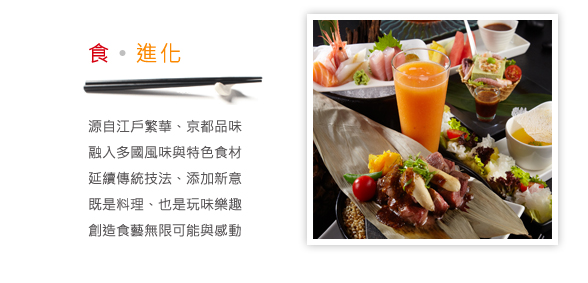 食•進化
源自江戶繁華、京都品味
融入多國風味與特色食材
延續傳統技法、添加新意
既是料理、也是玩味樂趣
創造食藝無限可能與感動